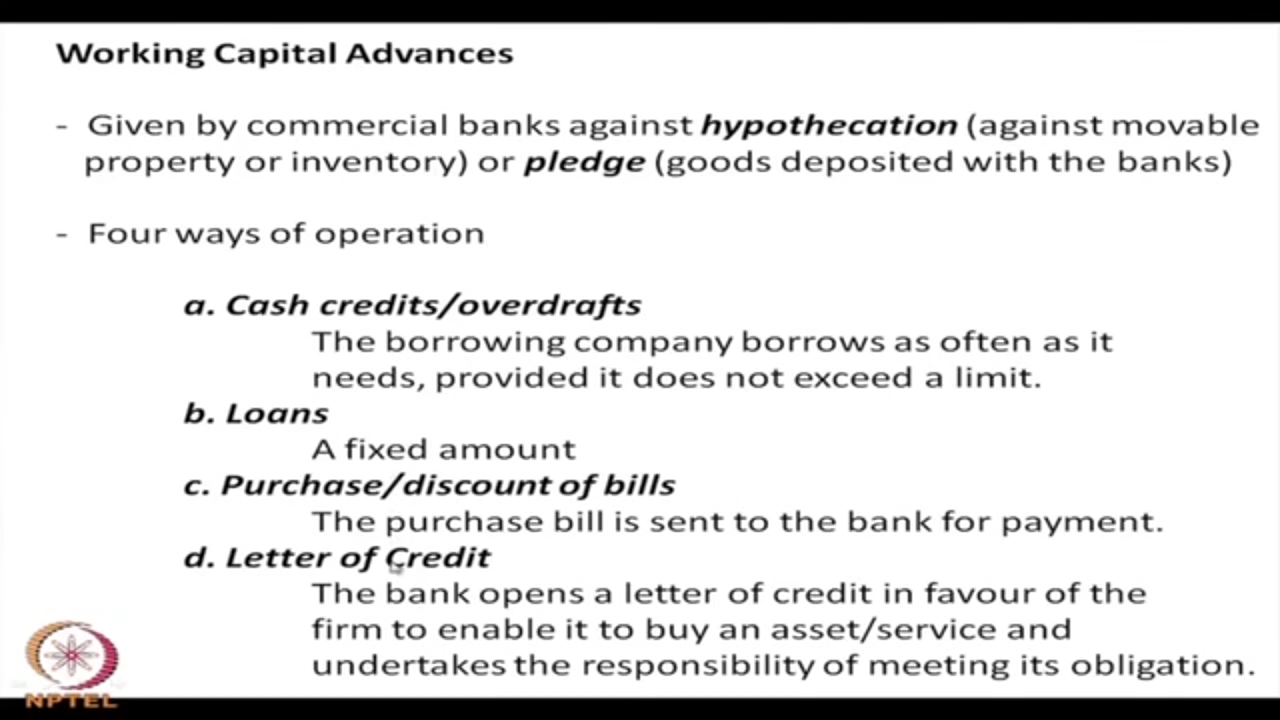 Working Capital Advances
- Given by commercial banks against hypothecation (against movable
property or inventory) or pledge (goods deposited with the banks)
- Four ways of operation
a. Cash credits/overdrafts
The borrowing company borrows as often as it
needs, provided it does not exceed a limit.
b. Loans
A fixed amount
c. Purchase/discount of bills
The purchase bill is sent to the bank for payment.
d. Letter of Credit
The bank opens a letter of credit in favour of the
firm to enable it to buy an asset/service and
undertakes the responsibility of meeting its obligation.
NPTEL